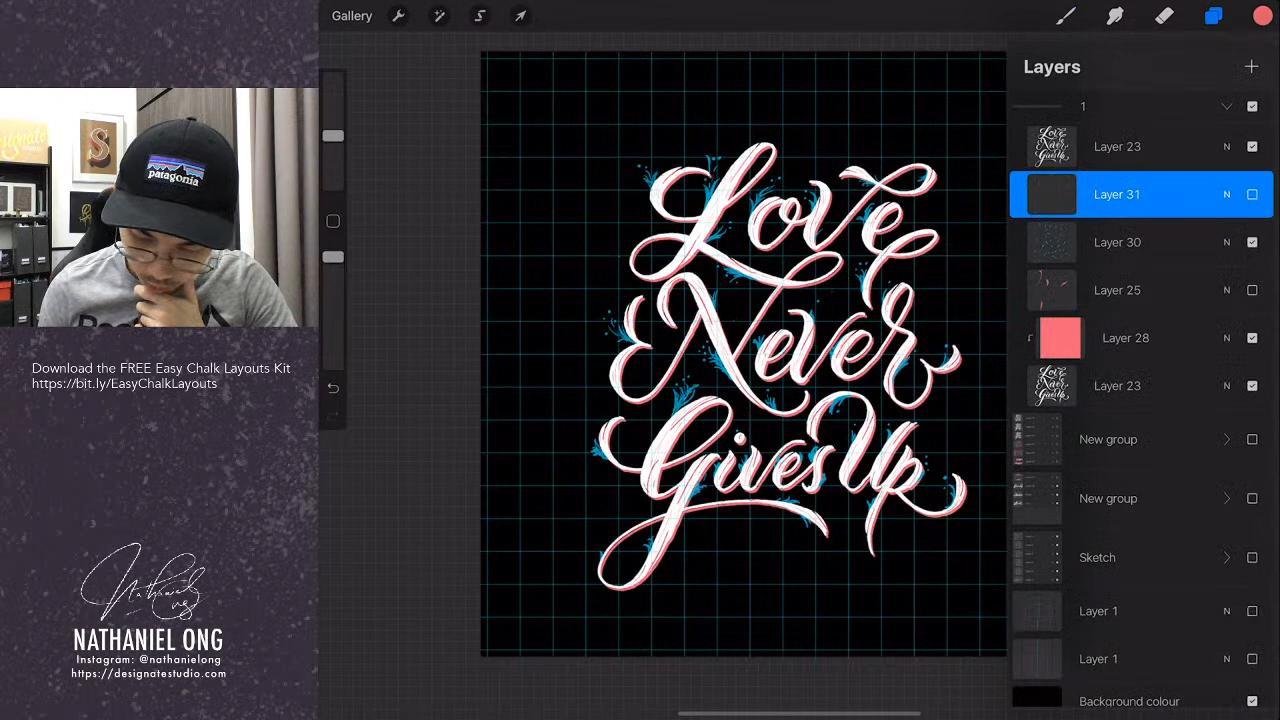 Gallery
Layers
1
Layer 23 N
Layer 31 N
Layer 30 N
Layer 25 N
Layer 28 N
Layer 23 N
New group
New group
Sketch
Layer 1 N
Layer 1 N
Background colour
Love
Never
Gives Up
patagonia
S
Download the FREE Easy Chalk Layouts Kit
https://bit.ly/EasyChalkLayouts
Nathaniel Ong
NATHANIEL ONG
Instagram: @nathanielong
https://designatestudio.com